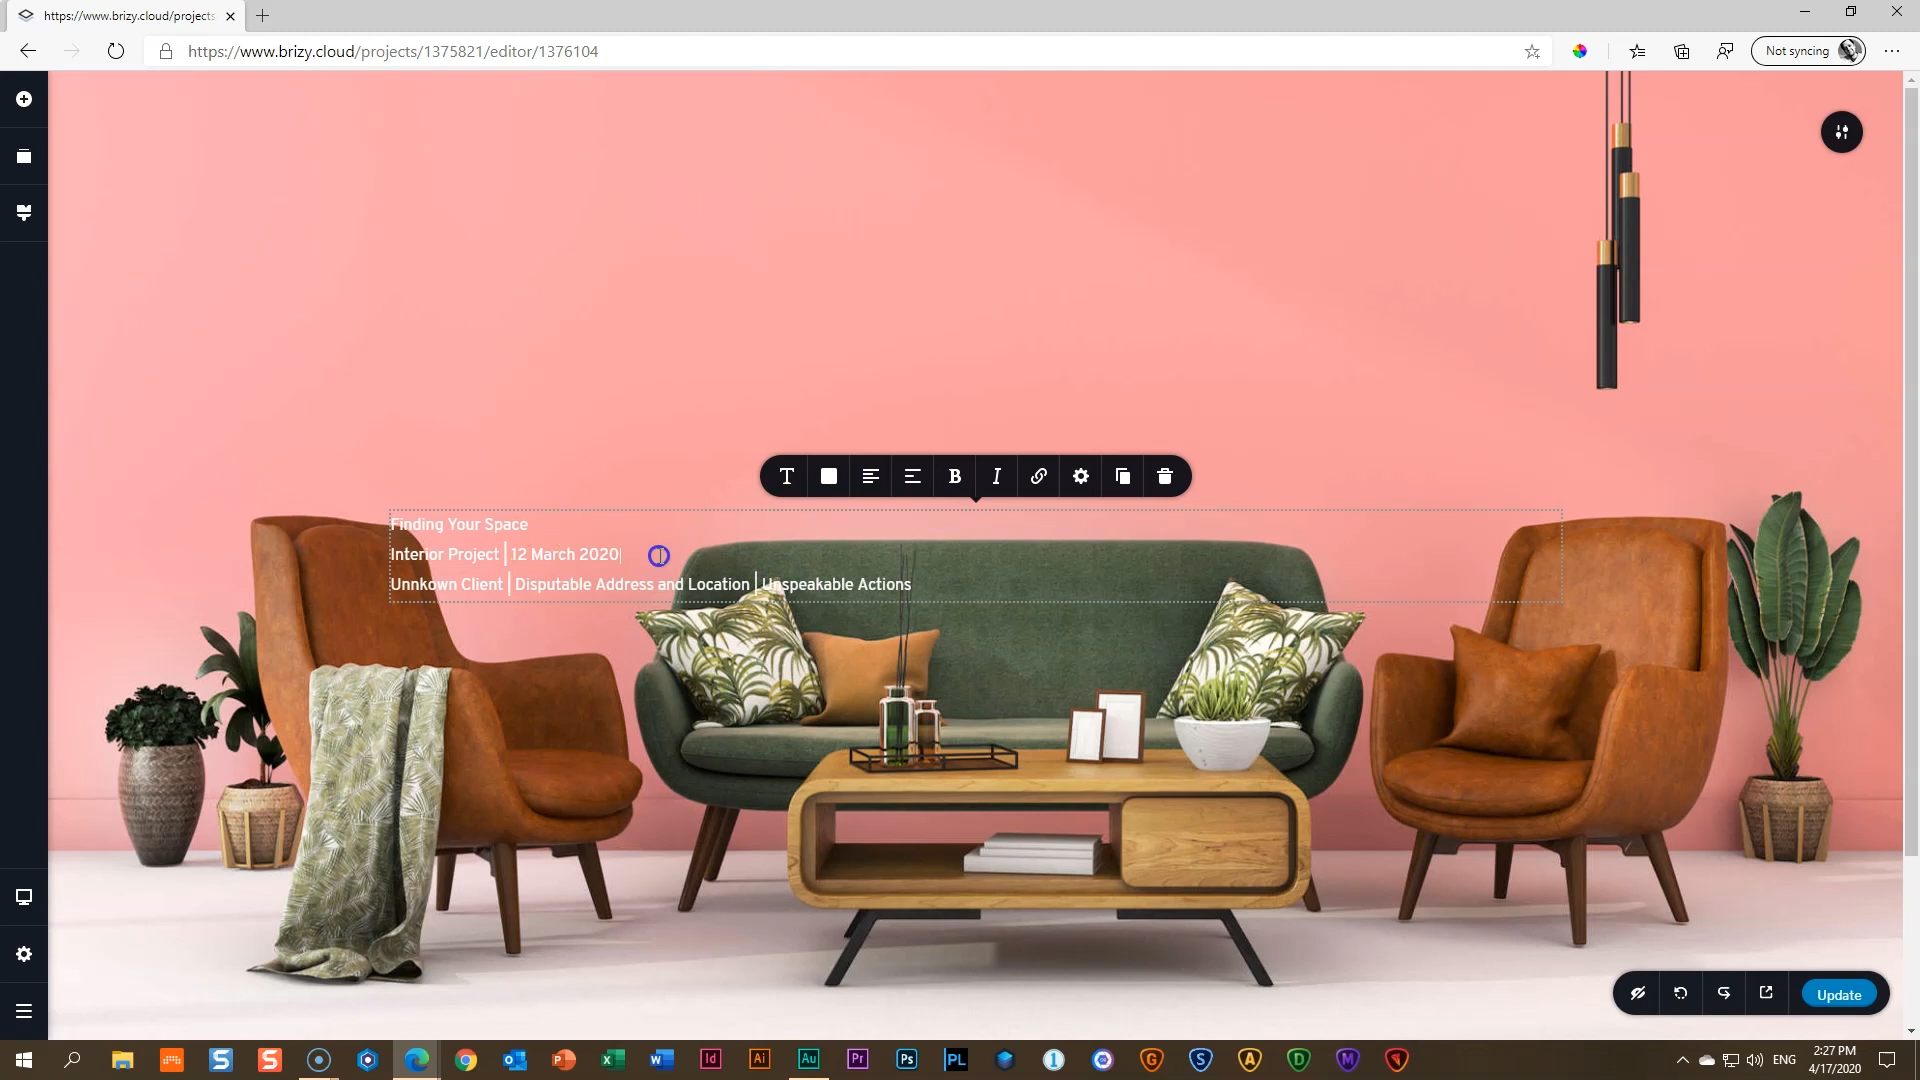 https://www.brizy.cloud/projects
https://www.brizy.cloud/projects/1375821/editor/1376104
Not syncing
Finding Your Space
Interior Project | 12 March 2020
Unnkown Client | Disputable Address and Location | Unspeakable Actions
Update
ENG
2:27 PM
4/17/2020